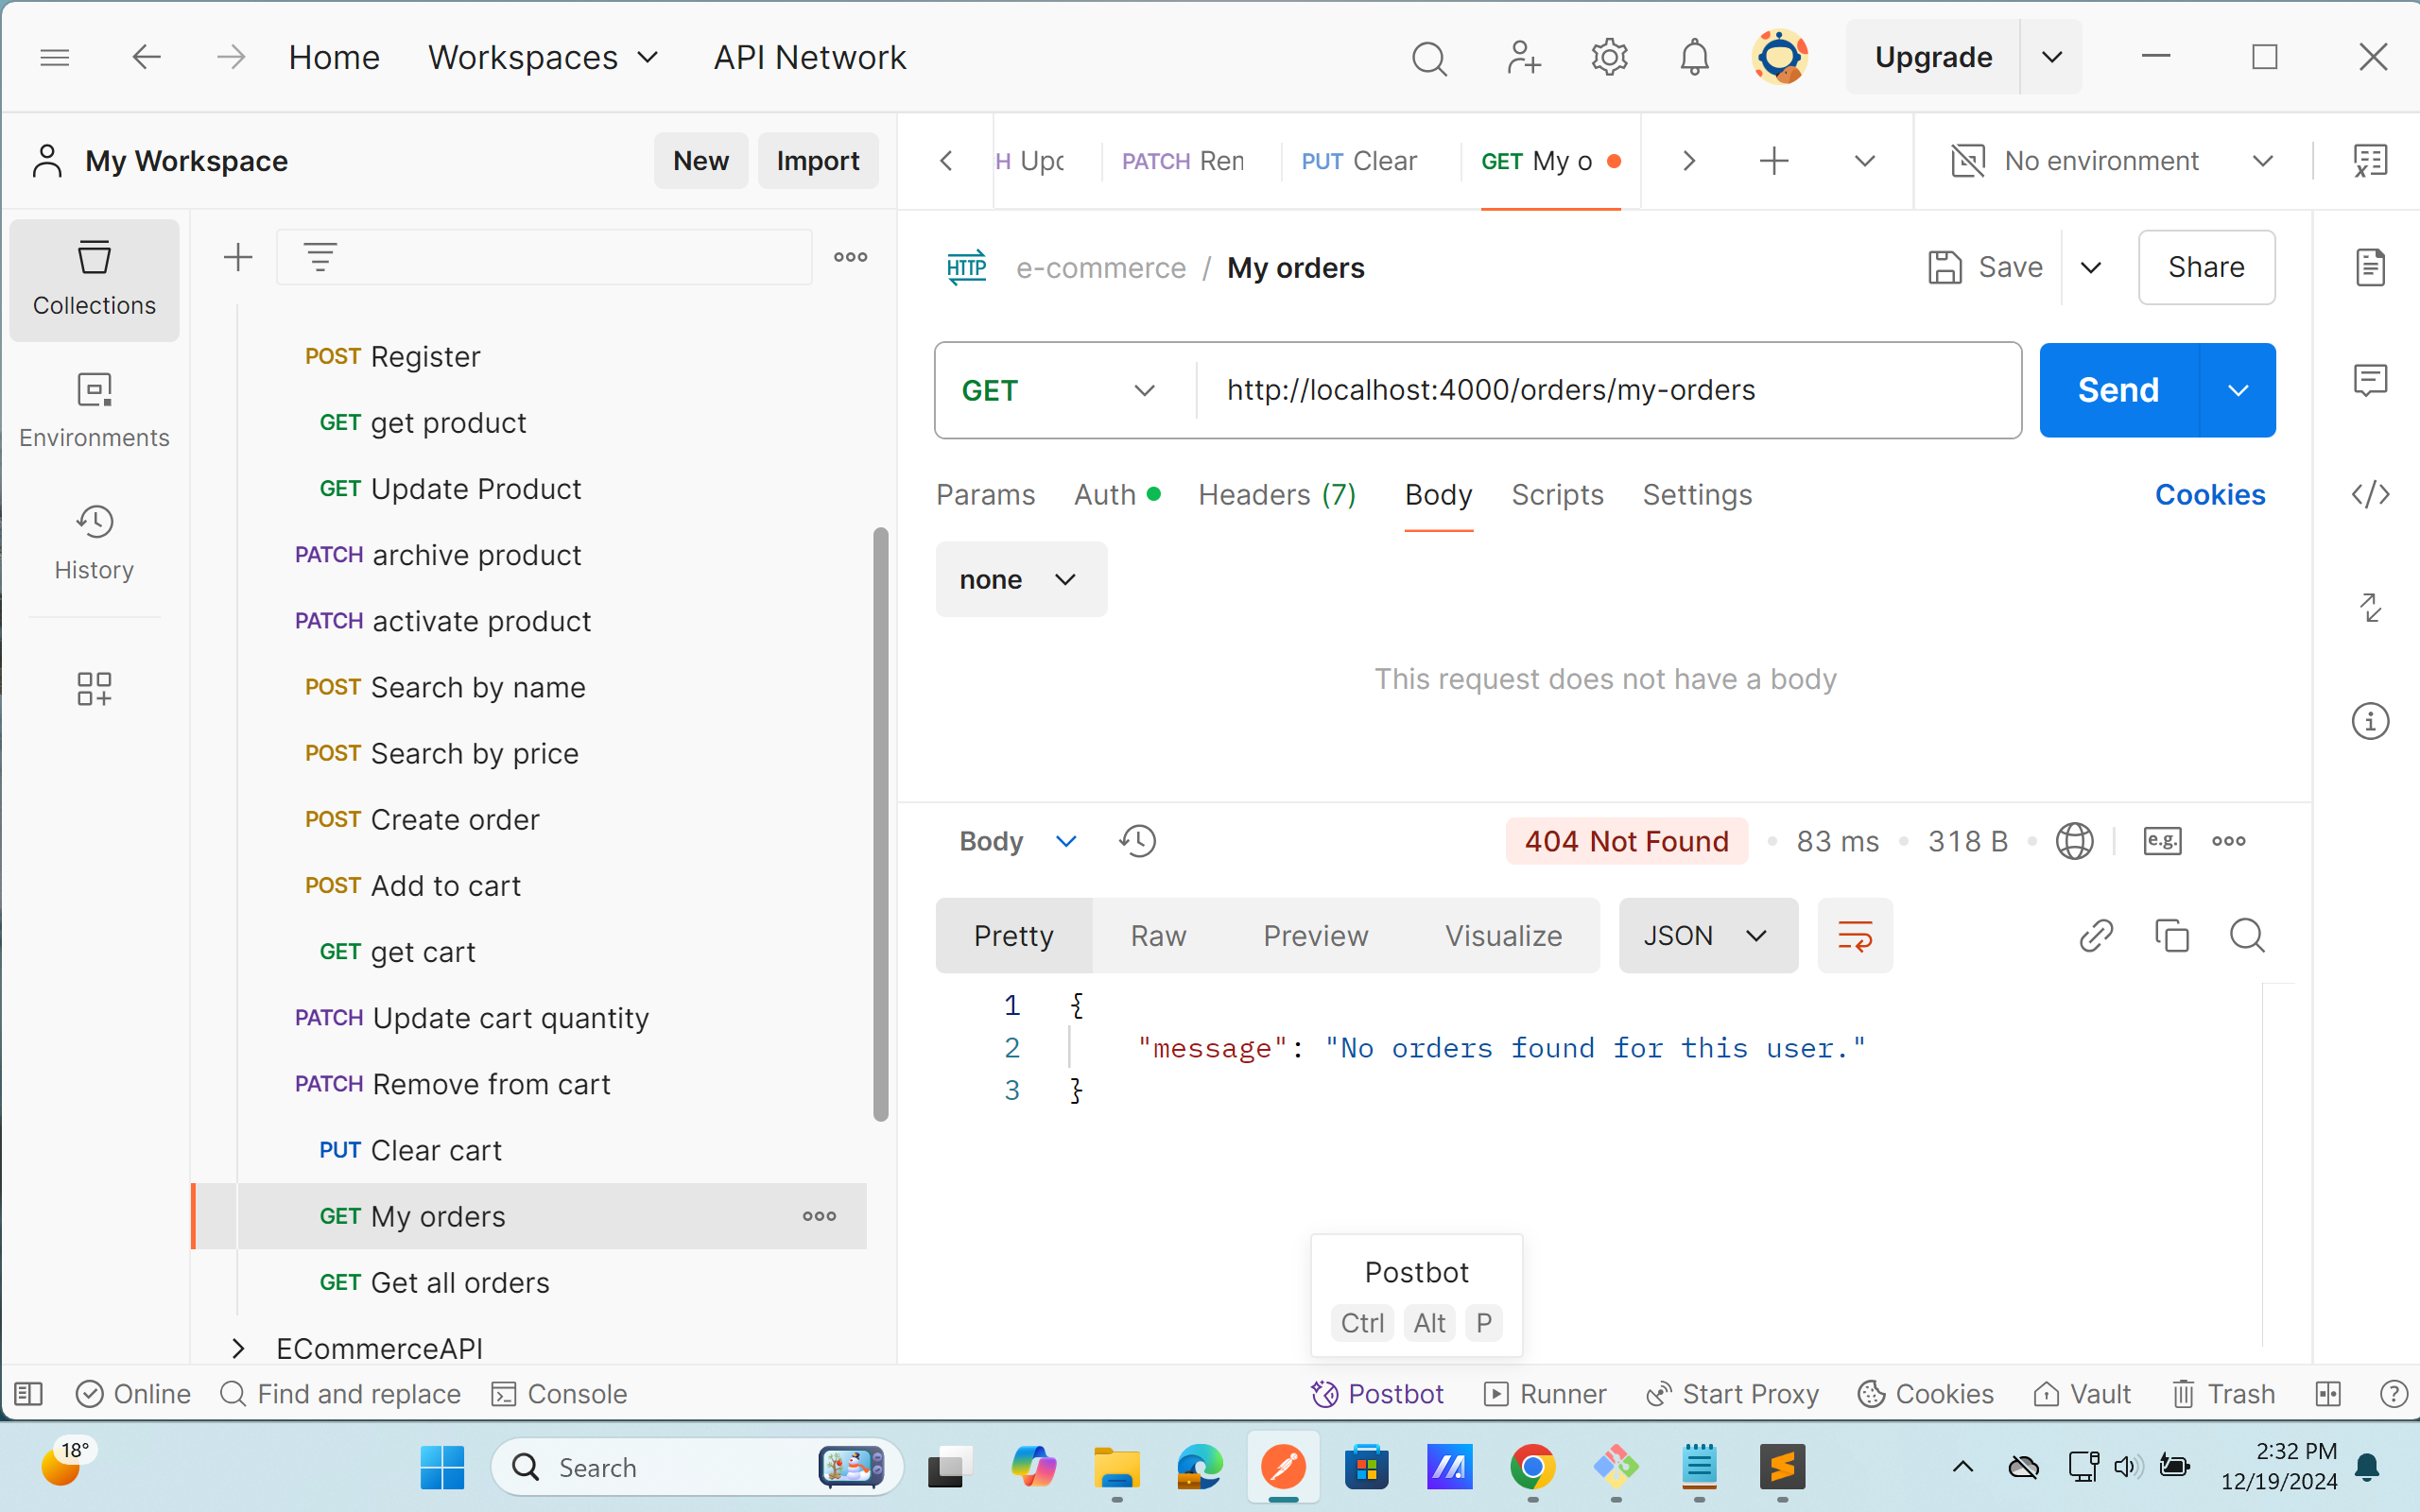 Home Workspaces API Network Upgrade
My Workspace New Import
H Upd PATCH Ren PUT Clear GET My o No environment
Collections
Environments
History
POST Register
GET get product
GET Update Product
PATCH archive product
PATCH activate product
POST Search by name
POST Search by price
POST Create order
POST Add to cart
GET get cart
PATCH Update cart quantity
PATCH Remove from cart
PUT Clear cart
GET My orders
GET Get all orders
ECommerceAPI
HTTP e-commerce / My orders Save Share
GET http://localhost:4000/orders/my-orders Send
Params Auth Headers (7) Body Scripts Settings Cookies
none
This request does not have a body
Body 404 Not Found 83 ms 318 B e.g.
Pretty Raw Preview Visualize JSON
1 {
2 "message": "No orders found for this user."
3 }
Postbot
Ctrl Alt P
Online Find and replace Console Postbot Runner Start Proxy Cookies Vault Trash
18° Search 2:32 PM
12/19/2024